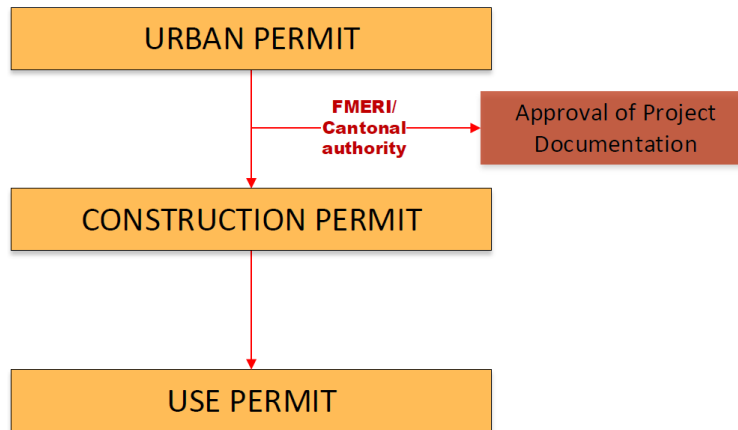 URBAN PERMIT
FMERI/
Cantonal
authority
Approval of Project
Documentation
CONSTRUCTION PERMIT
USE PERMIT